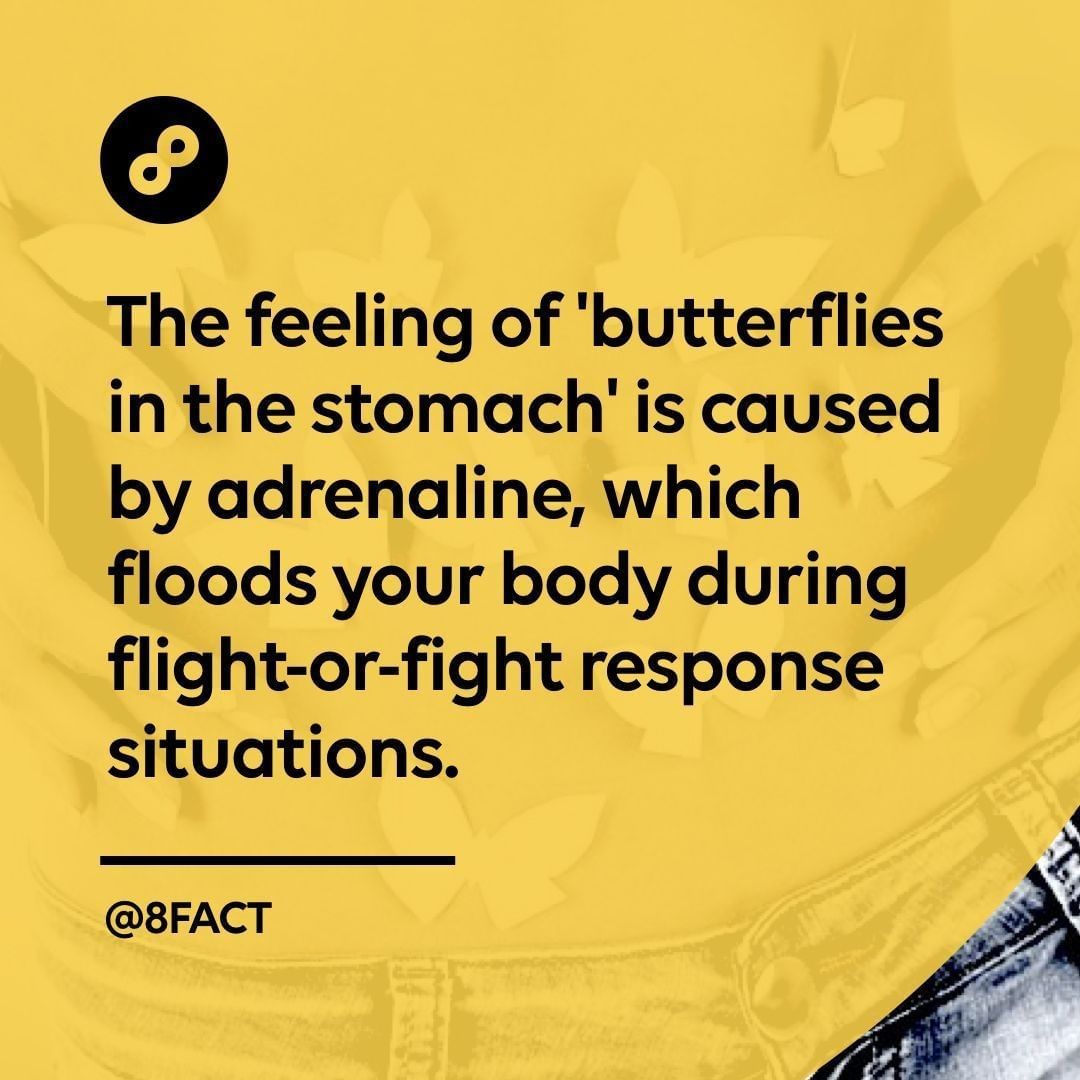 The feeling of 'butterflies
in the stomach' is caused
by adrenaline, which
floods your body during
flight-or-fight response
situations.
@8FACT